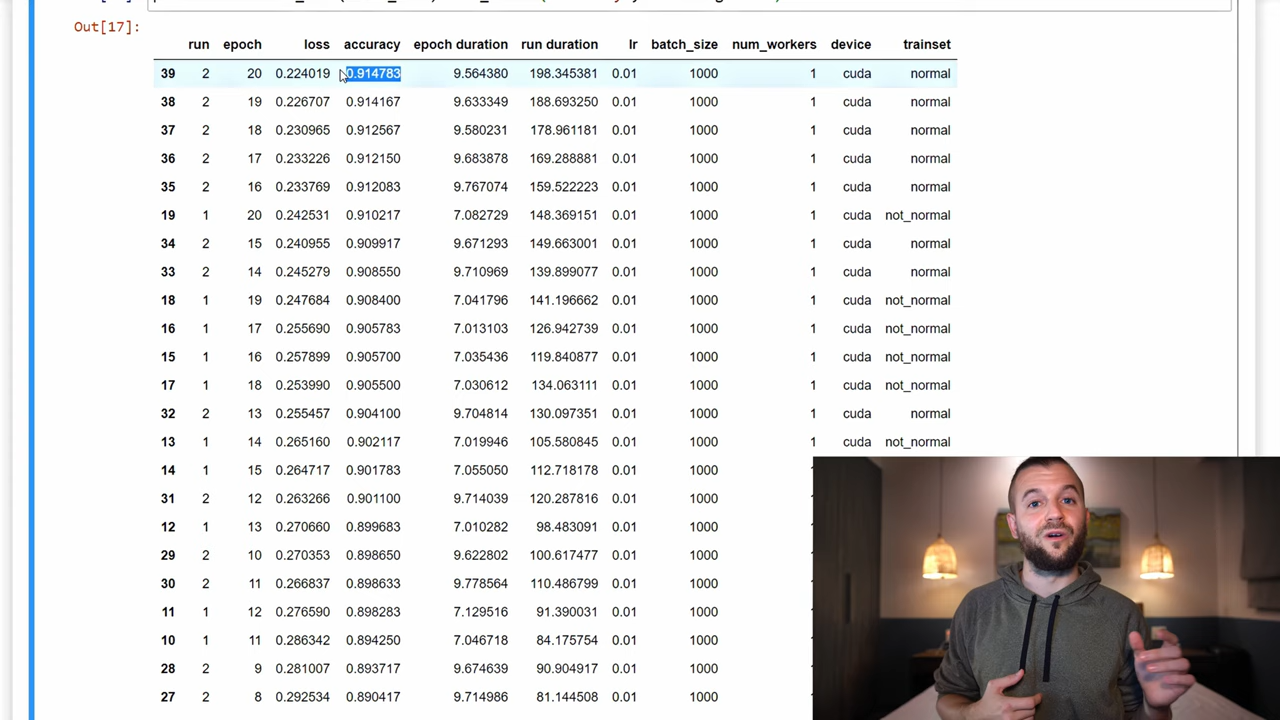 Out[17]:
run epoch loss accuracy epoch duration run duration lr batch_size num_workers device trainset
39 2 20 0.224019 0.914783 9.564380 198.345381 0.01 1000 1 cuda normal
38 2 19 0.226707 0.914167 9.633349 188.693250 0.01 1000 1 cuda normal
37 2 18 0.230965 0.912567 9.580231 178.961181 0.01 1000 1 cuda normal
36 2 17 0.233226 0.912150 9.683878 169.288881 0.01 1000 1 cuda normal
35 2 16 0.233769 0.912083 9.767074 159.522223 0.01 1000 1 cuda normal
19 1 20 0.242531 0.910217 7.082729 148.369151 0.01 1000 1 cuda not_normal
34 2 15 0.240955 0.909917 9.671293 149.663001 0.01 1000 1 cuda normal
33 2 14 0.245279 0.908550 9.710969 139.899077 0.01 1000 1 cuda normal
18 1 19 0.247684 0.908400 7.041796 141.196662 0.01 1000 1 cuda not_normal
16 1 17 0.255690 0.905783 7.013103 126.942739 0.01 1000 1 cuda not_normal
15 1 16 0.257899 0.905700 7.035436 119.840877 0.01 1000 1 cuda not_normal
17 1 18 0.253990 0.905500 7.030612 134.063111 0.01 1000 1 cuda not_normal
32 2 13 0.255457 0.904100 9.704814 130.097351 0.01 1000 1 cuda normal
13 1 14 0.265160 0.902117 7.019946 105.580845 0.01 1000 1 cuda not_normal
14 1 15 0.264717 0.901783 7.055050 112.718178 0.01 1000
31 2 12 0.263266 0.901100 9.714039 120.287816 0.01 1000
12 1 13 0.270660 0.899683 7.010282 98.483091 0.01 1000
29 2 10 0.270353 0.898650 9.622802 100.617477 0.01 1000
30 2 11 0.266837 0.898633 9.778564 110.486799 0.01 1000
11 1 12 0.276590 0.898283 7.129516 91.390031 0.01 1000
10 1 11 0.286342 0.894250 7.046718 84.175754 0.01 1000
28 2 9 0.281007 0.893717 9.674639 90.904917 0.01 1000
27 2 8 0.292534 0.890417 9.714986 81.144508 0.01 1000